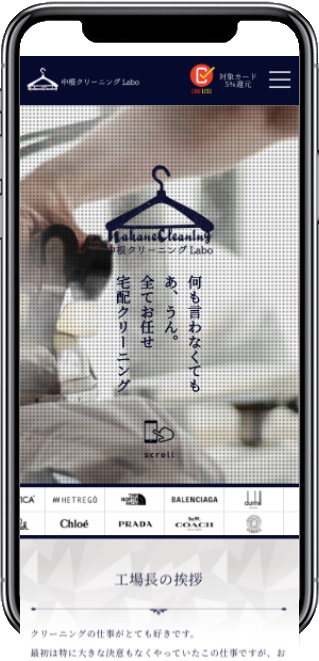 中根クリーニング Labo
対象カード
5%還元
NakaneCleaning
中根クリーニング Labo
何も言わなくても
あ、うん。
全てお任せ
宅配クリーニング
scroll
HETREGÓ
THE NORTH FACE
BALENCIAGA
dunhill
Chloé
PRADA
COACH
工場長の挨拶
クリーニングの仕事がとても好きです。
最初は特に大きな決意もなくやっていたこの仕事ですが、お